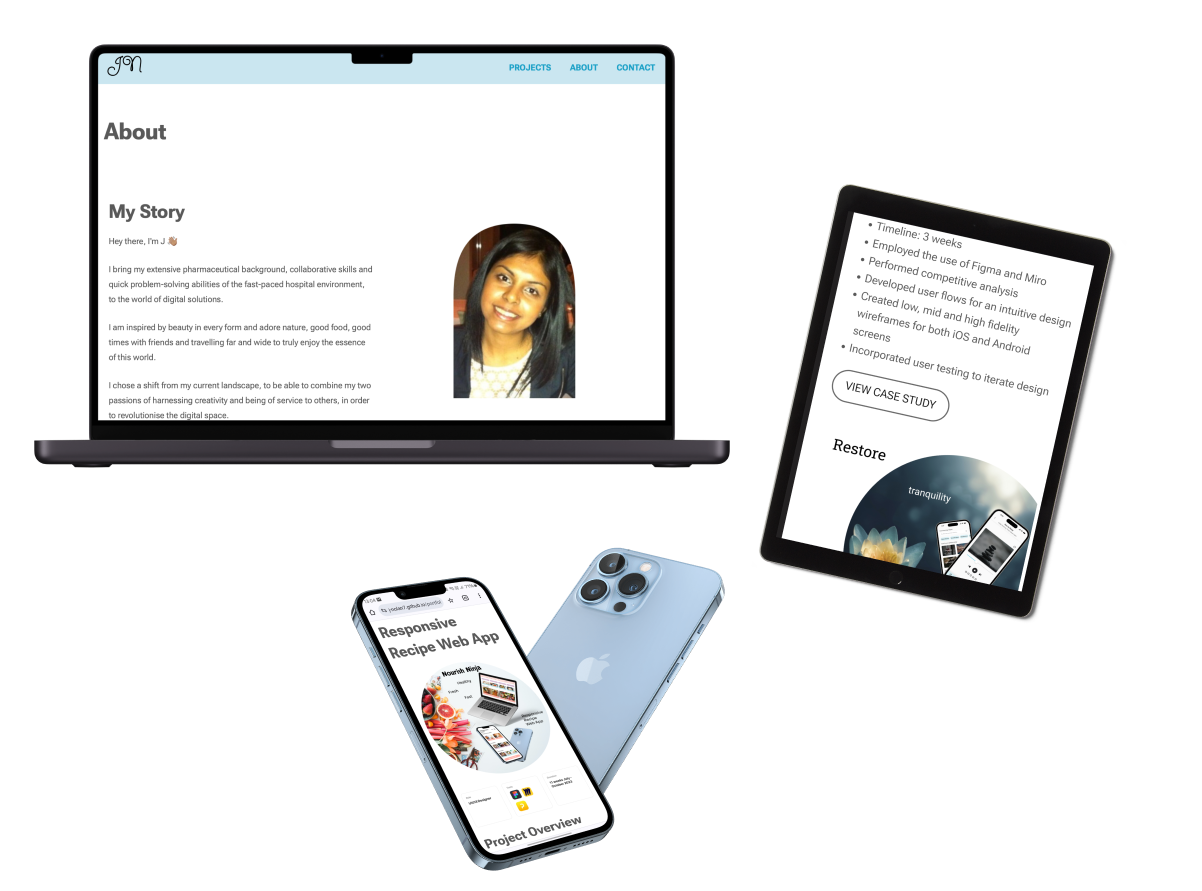 JN
PROJECTS ABOUT CONTACT
About
My Story
Hey there, I'm J 👋🏽
I bring my extensive pharmaceutical background, collaborative skills and
quick problem-solving abilities of the fast-paced hospital environment,
to the world of digital solutions.
I am inspired by beauty in every form and adore nature, good food, good
times with friends and travelling far and wide to truly enjoy the essence
of this world.
I chose a shift from my current landscape, to be able to combine my two
passions of harnessing creativity and being of service to others, in order
to revolutionise the digital space.
• Timeline: 3 weeks
• Employed the use of Figma and Miro
• Performed competitive analysis
• Developed user flows for an intuitive design
• Created low, mid and high fidelity
wireframes for both iOS and Android
screens
• Incorporated user testing to iterate design
VIEW CASE STUDY
Restore
tranquility
Responsive
Recipe Web App
Nourish Ninja
Healthy
Fresh
Fast
Responsive
Recipe
Web App
Project Overview